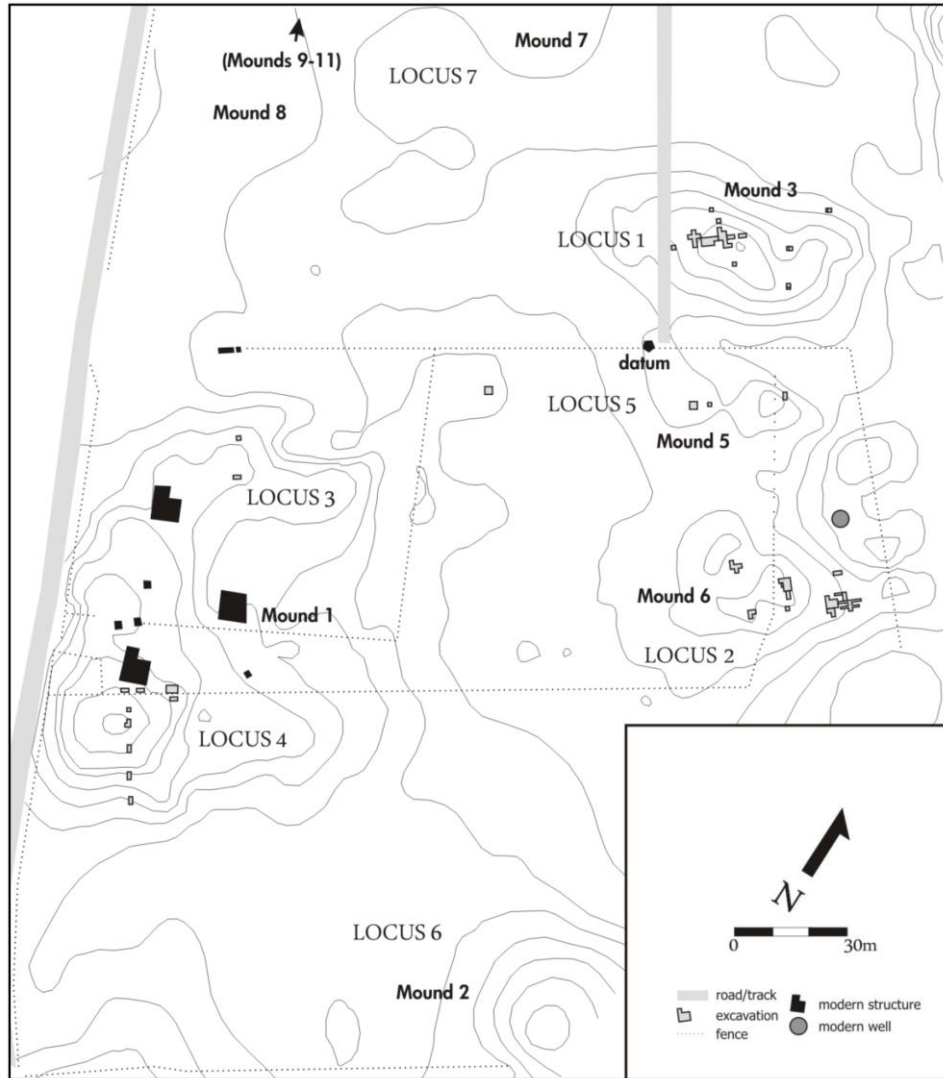 Mound 7
(Mounds 9-11)
LOCUS 7
Mound 8
Mound 3
LOCUS 1
datum
LOCUS 5
Mound 5
LOCUS 3
Mound 6
Mound 1
LOCUS 2
LOCUS 4
N
LOCUS 6
0 30m
Mound 2
road/track
modern structure
excavation
modern well
fence